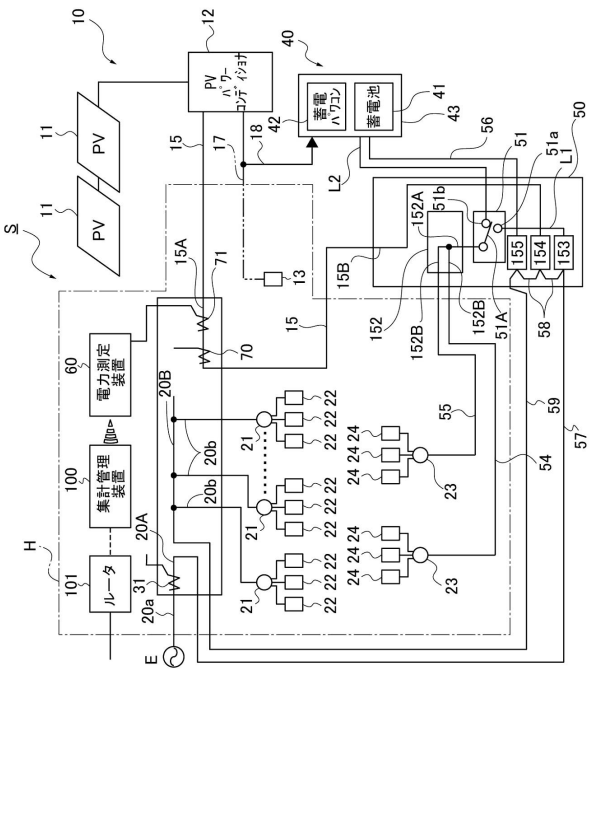 S
10
11
11
PV
PV
12
PV
パワー
コンディショナ
15
17
18
40
42
蓄電
パワコン
蓄電池
41
43
H
101
ルータ
100
集計管理
装置
60
電力測定
装置
15A
71
70
13
20A
20B
20a
31
E
20b
20b
21
21
21
22
22
22
22
22
22
22
22
22
15
15B
L2
56
50
51
51a
L1
51b
152A
152
152B
152B
51A
155
154
153
58
24
24
24
24
24
24
23
23
55
54
59
57